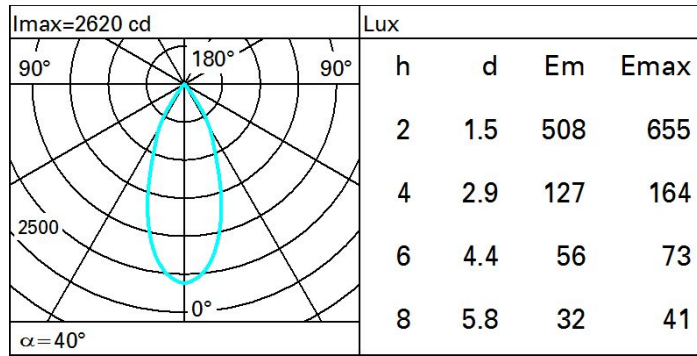 Imax=2620 cd
Lux
90° 180° 90°
2500
0°
α=40°
h d Em Emax
2 1.5 508 655
4 2.9 127 164
6 4.4 56 73
8 5.8 32 41